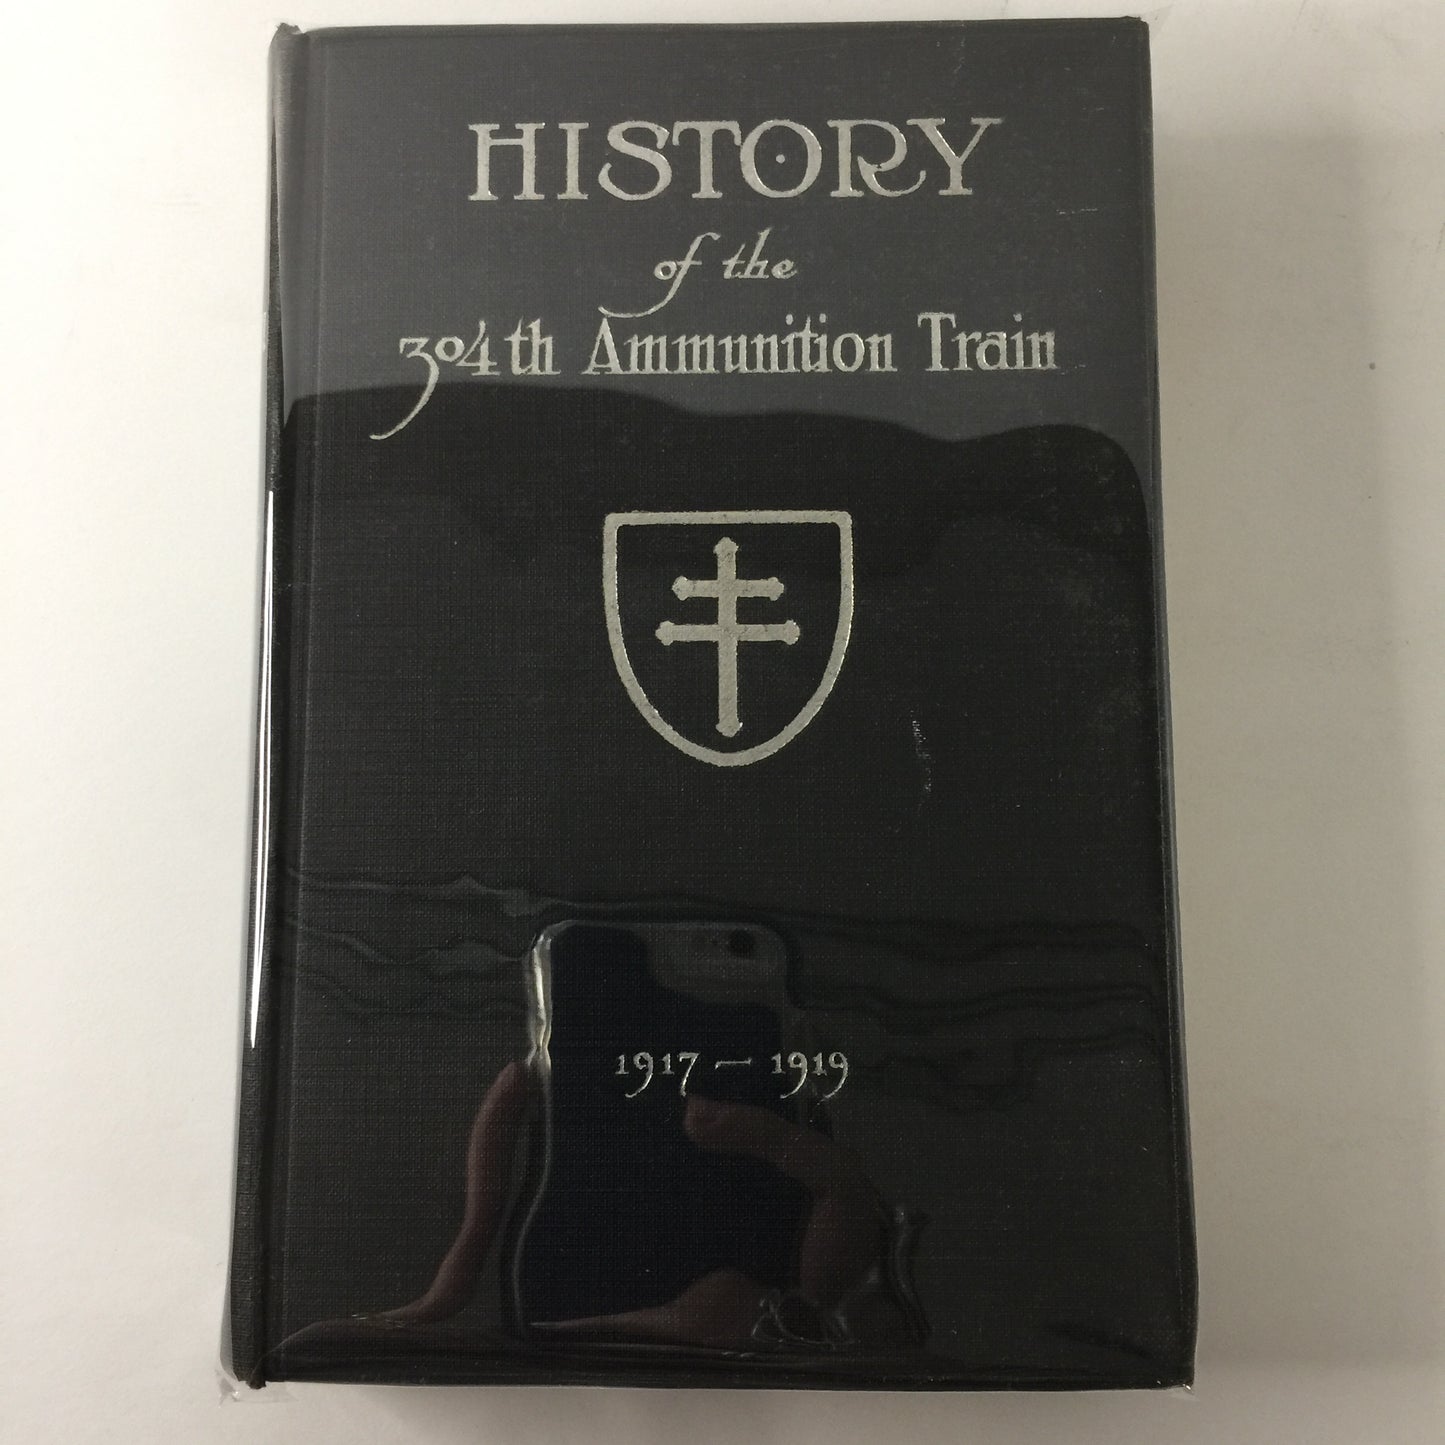 HISTORY
of the
304th Ammunition Train
1917 — 1919